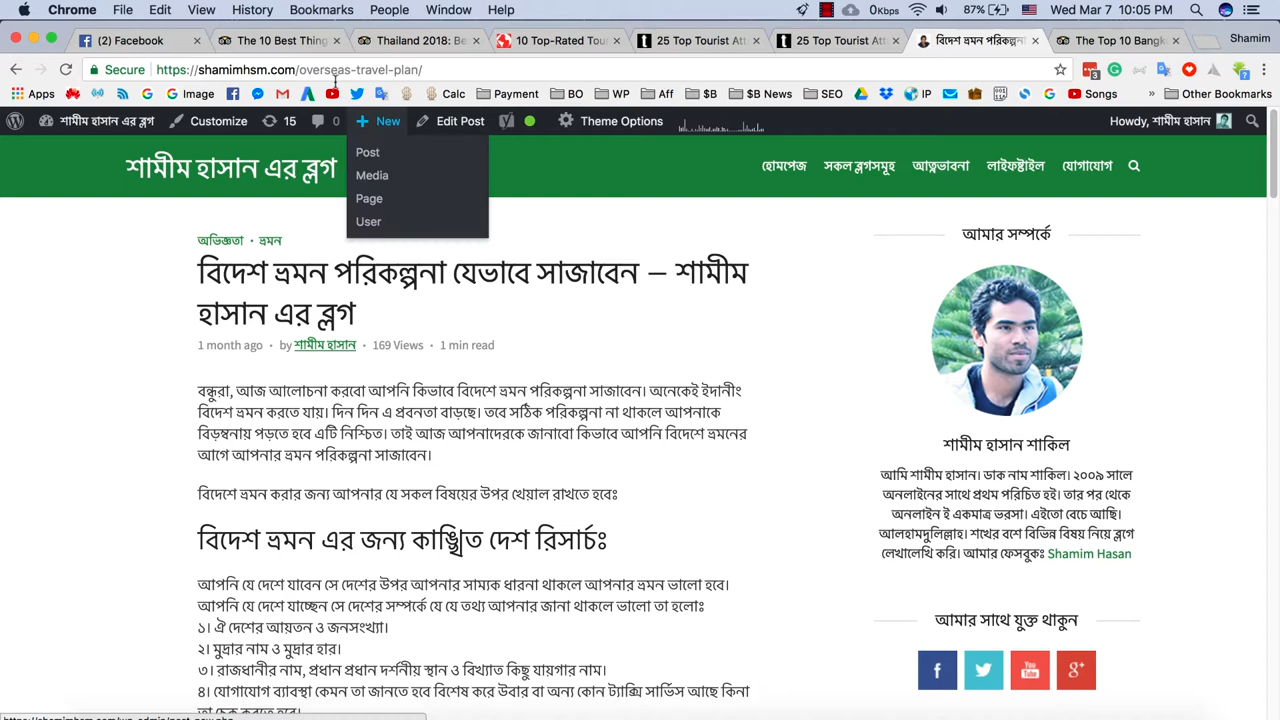 Chrome File Edit View History Bookmarks People Window Help 0Kbps 87% Wed Mar 7 10:05 PM
(2) Facebook The 10 Best Thing Thailand 2018: Be 10 Top-Rated Tour 25 Top Tourist Att 25 Top Tourist Att বিদেশ ভ্রমন পরিকল্পন The Top 10 Bangk Shamim
Secure https://shamimhsm.com/overseas-travel-plan/
Apps Image Calc Payment BO WP Aff $B $B News SEO IP Songs » Other Bookmarks
শামীম হাসান এর ব্লগ Customize 15 0 New Edit Post Theme Options Howdy, শামীম হাসান
Post
Media
Page
User
শামীম হাসান এর ব্লগ
হোমপেজ সকল ব্লগসমূহ আত্নভাবনা লাইফষ্টাইল যোগাযোগ
অভিজ্ঞতা · ভ্রমন
বিদেশ ভ্রমন পরিকল্পনা যেভাবে সাজাবেন – শামীম
হাসান এর ব্লগ
1 month ago • by শামীম হাসান • 169 Views • 1 min read
বন্ধুরা, আজ আলোচনা করবো আপনি কিভাবে বিদেশে ভ্রমন পরিকল্পনা সাজাবেন। অনেকেই ইদানীং
বিদেশ ভ্রমন করতে যায়। দিন দিন এ প্রবনতা বাড়ছে। তবে সঠিক পরিকল্পনা না থাকলে আপনাকে
বিড়ম্বনায় পড়তে হবে এটি নিশ্চিত। তাই আজ আপনাদেরকে জানাবো কিভাবে আপনি বিদেশে ভ্রমনের
আগে আপনার ভ্রমন পরিকল্পনা সাজাবেন।
বিদেশে ভ্রমন করার জন্য আপনার যে সকল বিষয়ের উপর খেয়াল রাখতে হবেঃ
বিদেশ ভ্রমন এর জন্য কাঙ্খিত দেশ রিসার্চঃ
আপনি যে দেশে যাবেন সে দেশের উপর আপনার সাম্যক ধারনা থাকলে আপনার ভ্রমন ভালো হবে।
আপনি যে দেশে যাচ্ছেন সে দেশের সম্পর্কে যে যে তথ্য আপনার জানা থাকলে ভালো তা হলোঃ
১। ঐ দেশের আয়তন ও জনসংখ্যা।
২। মুদ্রার নাম ও মুদ্রার হার।
৩। রাজধানীর নাম, প্রধান প্রধান দর্শনীয় স্থান ও বিখ্যাত কিছু যায়গার নাম।
৪। যোগাযোগ ব্যাবস্থা কেমন তা জানতে হবে বিশেষ করে উবার বা অন্য কোন ট্যাক্সি সার্ভিস আছে কিনা
তা চেক করতে হবে।
আমার সম্পর্কে
শামীম হাসান শাকিল
আমি শামীম হাসান। ডাক নাম শাকিল। ২০০৯ সালে
অনলাইনের সাথে প্রথম পরিচিত হই। তার পর থেকে
অনলাইন ই একমাত্র ভরসা। এইতো বেচে আছি।
আলহামদুলিল্লাহ। শখের বশে বিভিন্ন বিষয় নিয়ে ব্লগে
লেখালেখি করি। আমার ফেসবুকঃ Shamim Hasan
আমার সাথে যুক্ত থাকুন